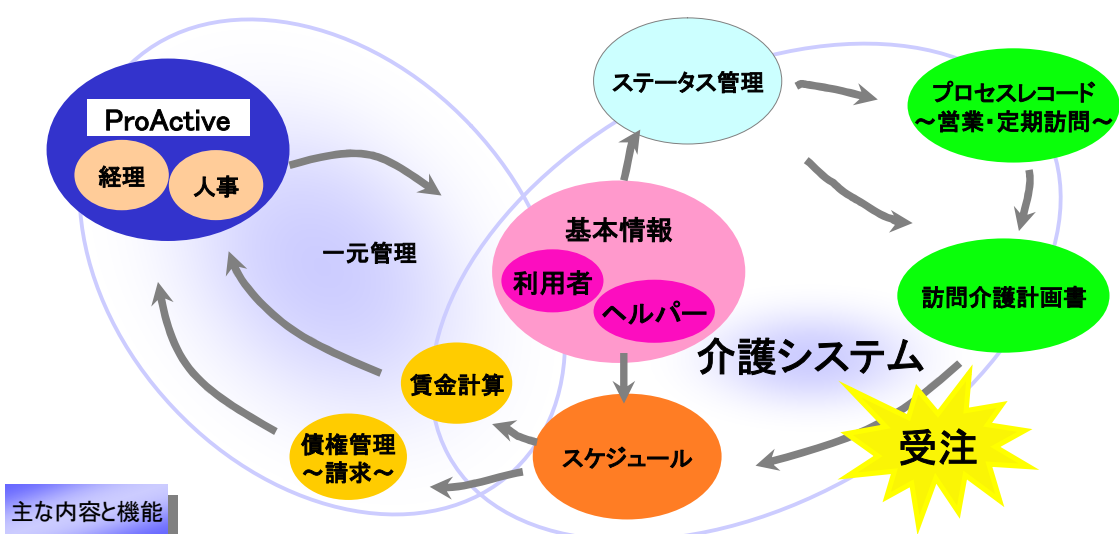 ステータス管理
プロセスレコード
～営業・定期訪問～
ProActive
経理
人事
一元管理
基本情報
利用者
ヘルパー
訪問介護計画書
介護システム
賃金計算
債権管理
～請求～
スケジュール
受注
主な内容と機能